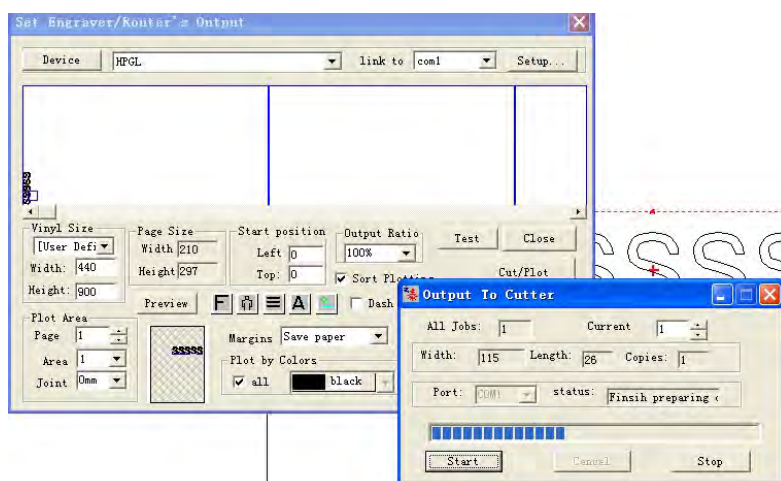 Set Engraver/Router's Output
Device HPGL link to com1 Setup...
SSSSS
Vinyl Size Page Size Start position Output Ratio
[User Defi Width 210 Left 0 100% Test Close
Width: 440 Height 297 Top: 0 Sort Plotting Cut/Plot
Height: 900 Preview F A Dash
Plot Area
Page 1 Margins Save paper
Area 1 SSSSS Plot by Colors
Joint 0mm all black
SSSS
Output To Cutter
All Jobs: 1 Current 1
Width: 115 Length: 26 Copies: 1
Port: COM1 status: Finsih preparing
Start Cancel Stop